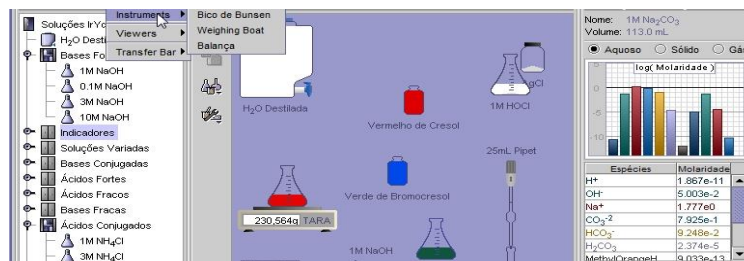 Soluções IrYc
H₂O Desti
Bases Fo
1M NaOH
0.1M NaOH
3M NaOH
10M NaOH
Indicadores
Soluções Variadas
Bases Conjugadas
Ácidos Fortes
Ácidos Fracos
Bases Fracas
Ácidos Conjugados
1M NH₄Cl
3M NH₄Cl
Instruments
Viewers
Transfer Bar
Bico de Bunsen
Weighing Boat
Balança
H₂O Destilada
Vermelho de Cresol
AgCl
1M HOCl
25mL Pipet
Verde de Bromocresol
230,564g TARA
1M NaOH
Nome: 1M Na₂CO₃
Volume: 113.0 mL
Aquoso Sólido Gá
log( Molaridade )
5
0
-5
-10
Espécies Molaridade
H⁺ 1.867e-11
OH⁻ 5.003e-2
Na⁺ 1.777e0
CO₃⁻² 7.925e-1
HCO₃⁻ 9.248e-2
H₂CO₃ 2.374e-5
MethylOrangeH 9.033e-13